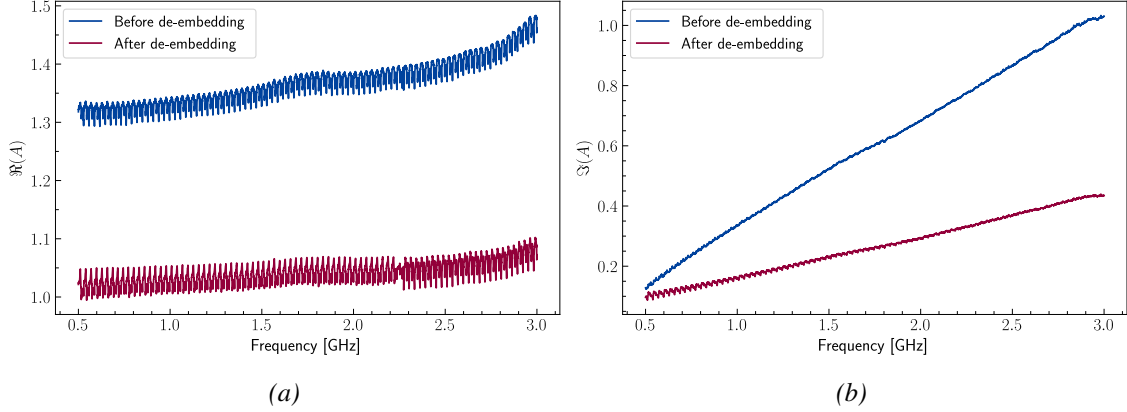 Before de-embedding
After de-embedding
1.5
1.4
1.3
1.2
1.1
1.0
ℜ(A)
0.5 1.0 1.5 2.0 2.5 3.0
Frequency [GHz]
(a)
Before de-embedding
After de-embedding
1.0
0.8
0.6
0.4
0.2
ℑ(A)
0.5 1.0 1.5 2.0 2.5 3.0
Frequency [GHz]
(b)